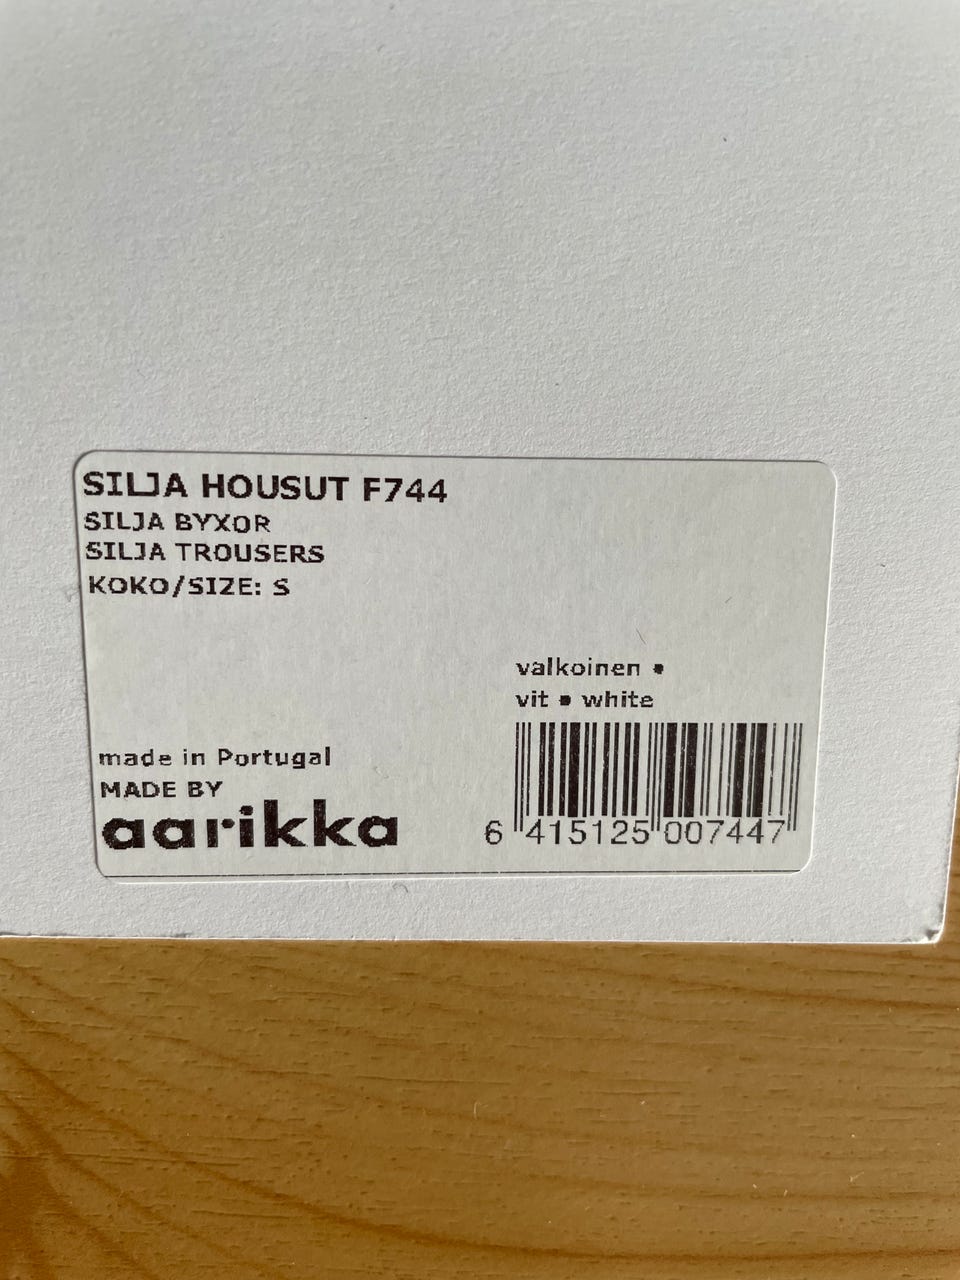 SILJA HOUSUT F744
SILJA BYXOR
SILJA TROUSERS
KOKO/SIZE: S
valkoinen •
vit • white
made in Portugal
MADE BY
aarikka
6 415125 007447